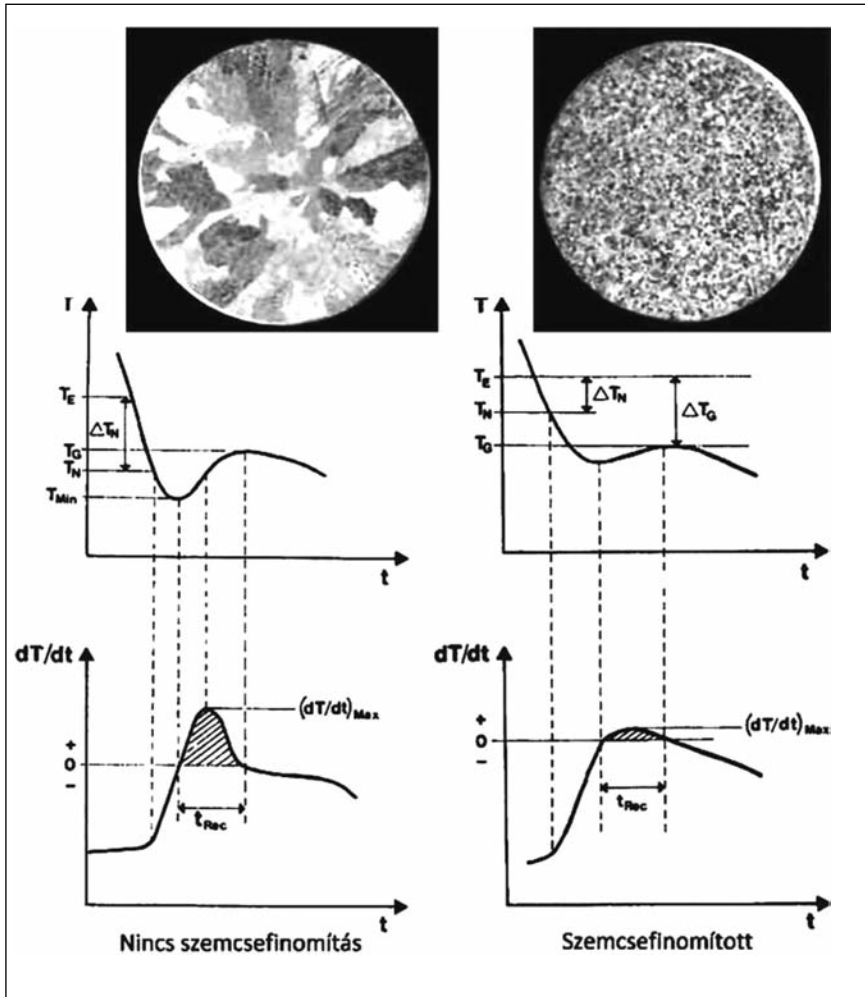 T
T_E
ΔT_N
T_G
T_N
T_Min
t
dT/dt
+
0
−
(dT/dt)_Max
t_Rec
t
Nincs szemcsefinomítás
T
T_E
T_N
T_G
ΔT_N
ΔT_G
t
dT/dt
+
0
−
(dT/dt)_Max
t_Rec
t
Szemcsefinomított